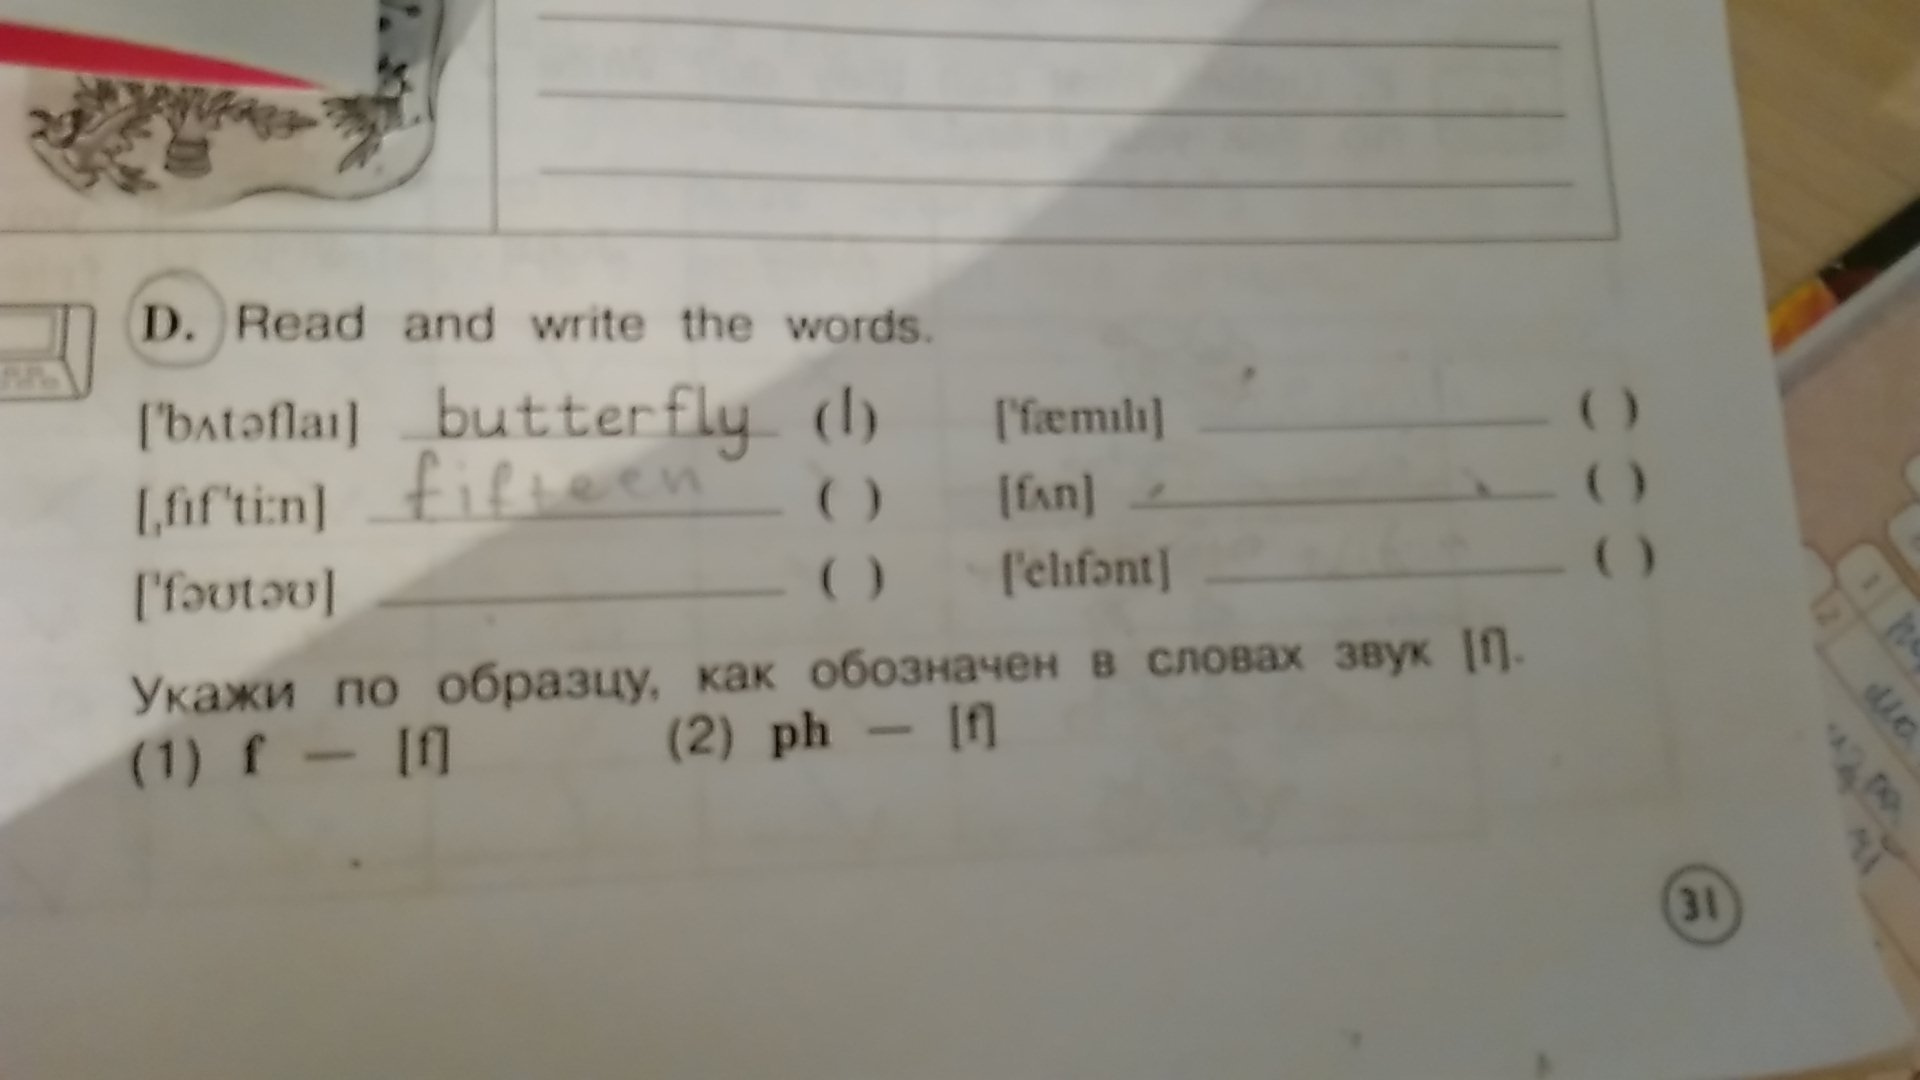 D. Read and write the words.
['bʌtəflaɪ] butterfly (1) ['fæmɪlɪ] ( )
[ˌfɪf'ti:n] fifteen ( ) [fʌn] ( )
['fəʊtəʊ] ( ) ['elɪfənt] ( )
Укажи по образцу, как обозначен в словах звук [f].
(1) f — [f] (2) ph — [f]
31